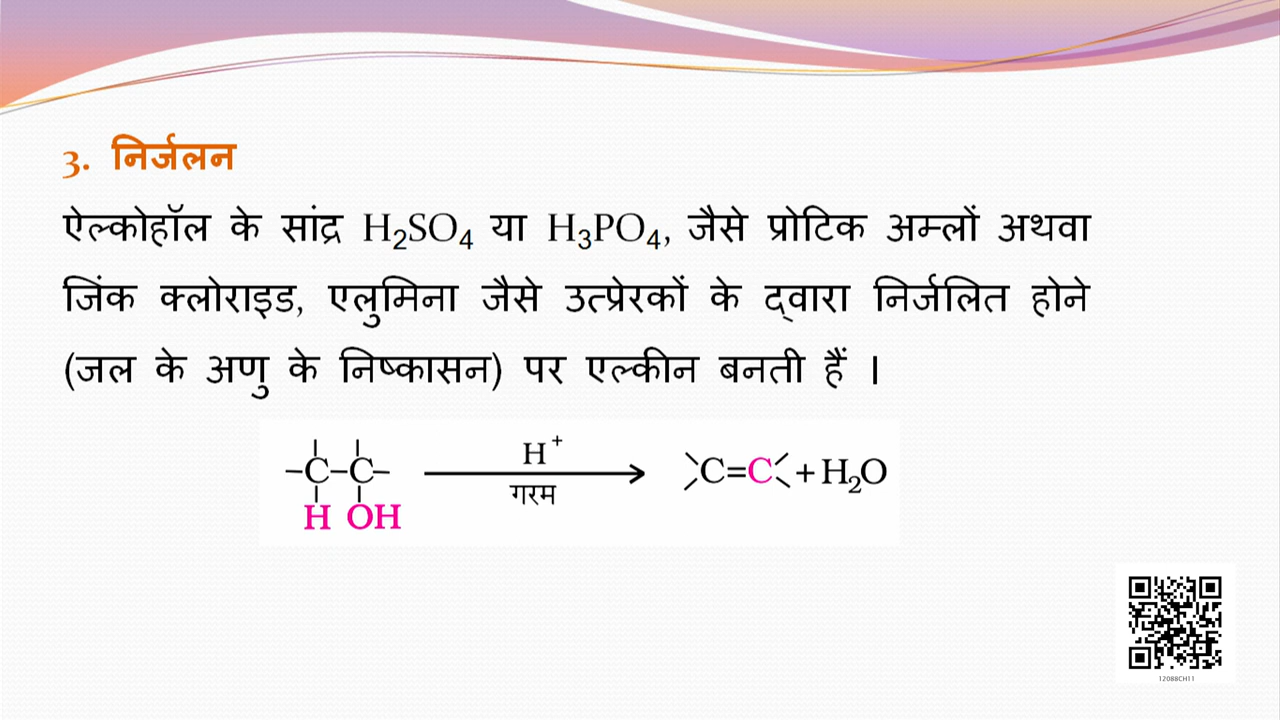 3. निर्जलन
ऐल्कोहॉल के सांद्र H₂SO₄ या H₃PO₄, जैसे प्रोटिक अम्लों अथवा
जिंक क्लोराइड, एलुमिना जैसे उत्प्रेरकों के द्वारा निर्जलित होने
(जल के अणु के निष्कासन) पर एल्कीन बनती हैं ।
H⁺
–C–C–
गरम
C=C + H₂O
H OH
12088CH11